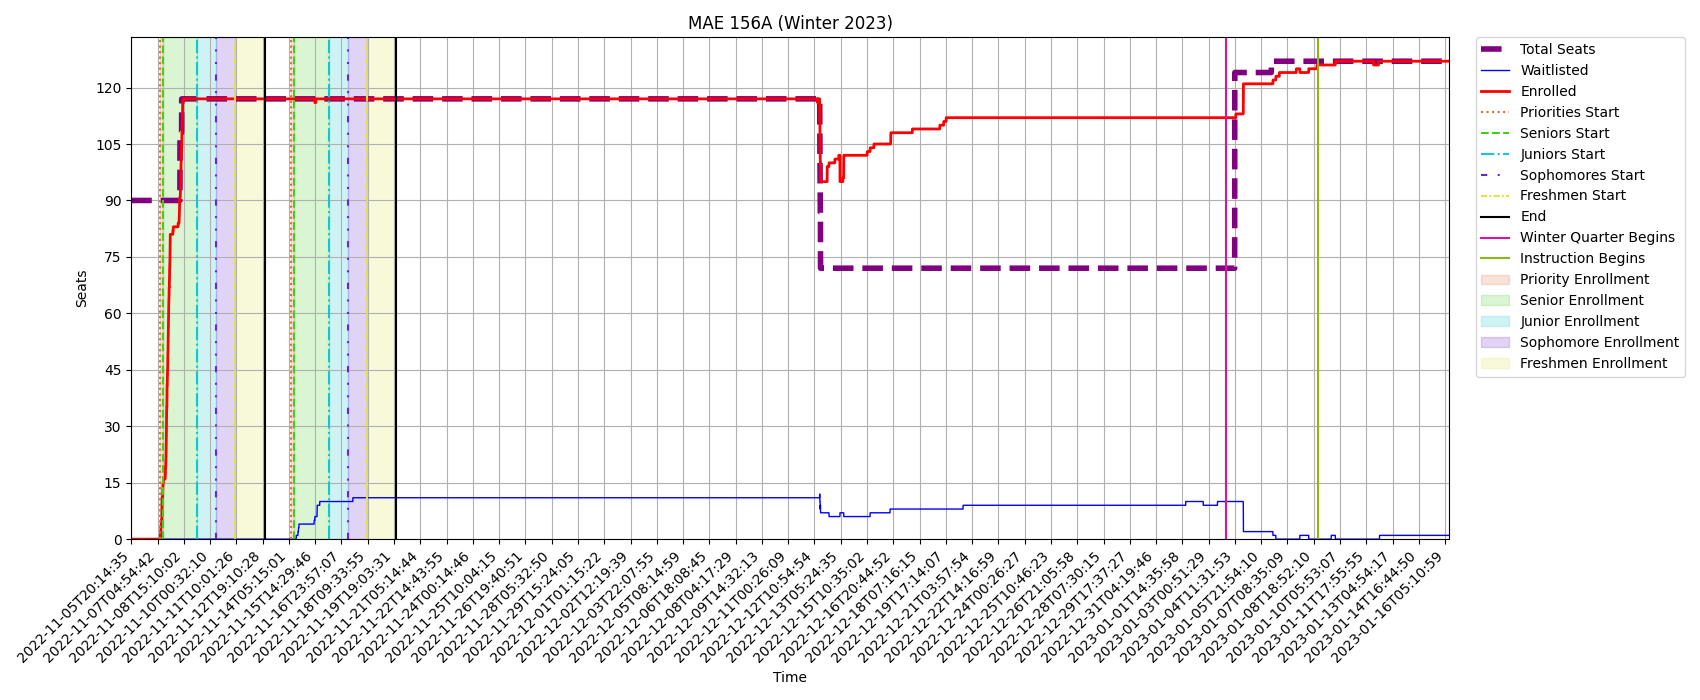 MAE 156A (Winter 2023)
Seats
120
105
90
75
60
45
30
15
0
2022-11-05T20:14:35
2022-11-07T04:54:42
2022-11-08T15:10:02
2022-11-10T00:32:10
2022-11-11T10:01:26
2022-11-12T19:10:28
2022-11-14T05:15:01
2022-11-15T14:29:46
2022-11-16T23:57:07
2022-11-18T09:33:55
2022-11-19T19:03:31
2022-11-21T05:14:44
2022-11-22T14:43:55
2022-11-24T00:14:46
2022-11-25T10:04:15
2022-11-26T19:40:51
2022-11-28T05:32:50
2022-11-29T15:24:05
2022-12-01T01:15:22
2022-12-02T12:19:39
2022-12-03T22:07:55
2022-12-05T08:14:59
2022-12-06T18:08:45
2022-12-08T04:17:29
2022-12-09T14:32:13
2022-12-11T00:26:09
2022-12-12T10:54:54
2022-12-13T05:24:35
2022-12-15T10:35:02
2022-12-16T20:44:52
2022-12-18T07:16:15
2022-12-19T17:14:07
2022-12-21T03:57:54
2022-12-22T14:16:59
2022-12-24T00:26:27
2022-12-25T10:46:23
2022-12-26T21:05:58
2022-12-28T07:30:15
2022-12-29T17:37:27
2022-12-31T04:19:46
2023-01-01T14:35:58
2023-01-03T00:51:29
2023-01-04T11:31:53
2023-01-05T21:54:10
2023-01-07T08:35:09
2023-01-08T18:52:10
2023-01-10T05:53:07
2023-01-11T17:55:55
2023-01-13T04:54:17
2023-01-14T16:44:50
2023-01-16T05:10:59
Time
Total Seats
Waitlisted
Enrolled
Priorities Start
Seniors Start
Juniors Start
Sophomores Start
Freshmen Start
End
Winter Quarter Begins
Instruction Begins
Priority Enrollment
Senior Enrollment
Junior Enrollment
Sophomore Enrollment
Freshmen Enrollment